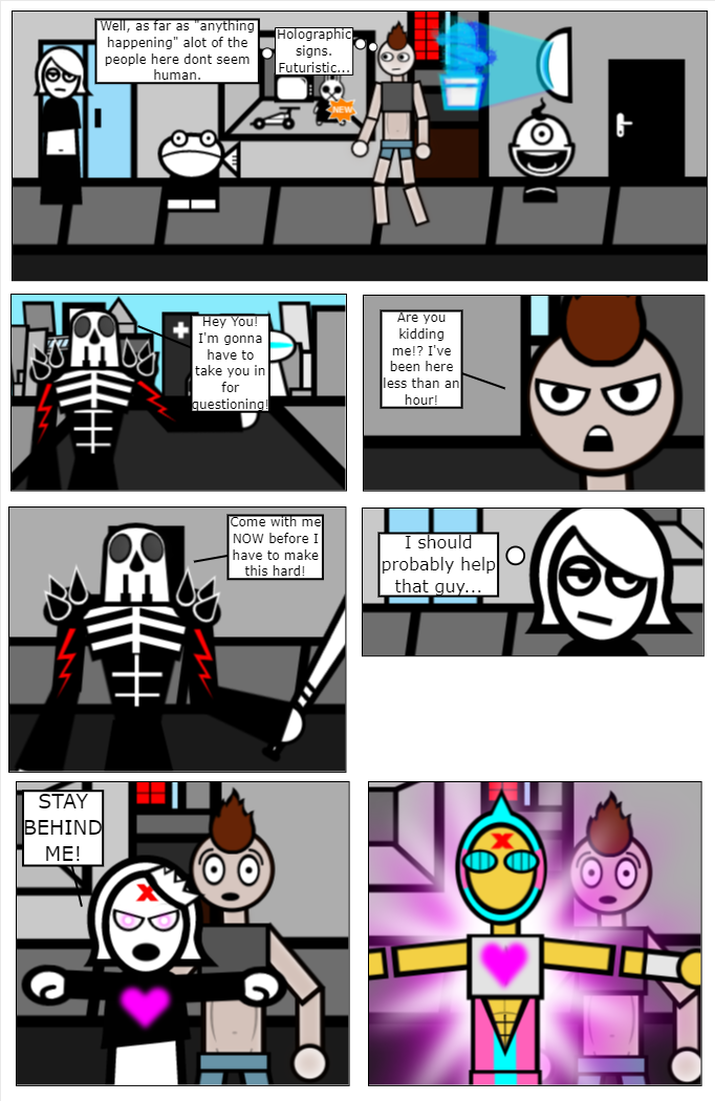 Well, as far as "anything
happening" alot of the
people here dont seem
human.
Holographic
signs.
Futuristic...
NEW
Hey You!
I'm gonna
have to
take you in
for
questioning!
Are you
kidding
me!? I've
been here
less than an
hour!
Come with me
NOW before I
have to make
this hard!
I should
probably help
that guy...
STAY
BEHIND
ME!
X
X